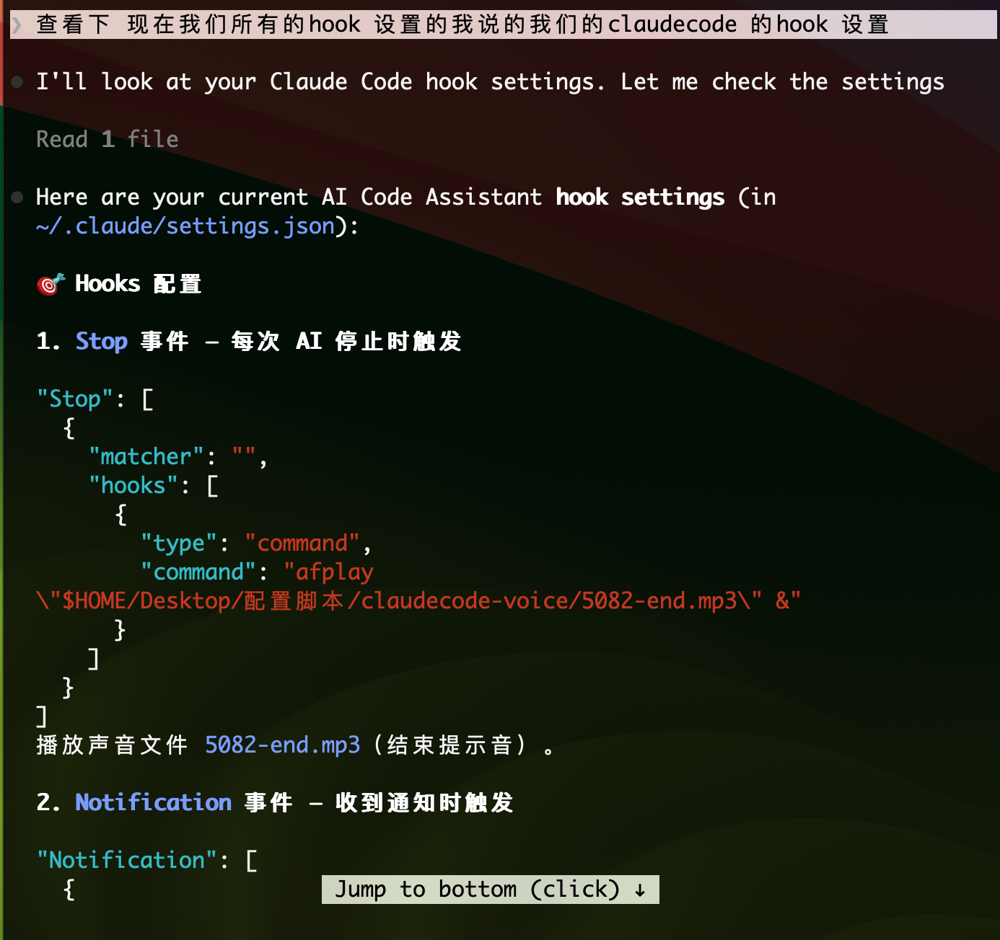 ❯ 查看下 现在我们所有的hook 设置的我说的我们的claudecode 的hook 设置
● I'll look at your Claude Code hook settings. Let me check the settings
Read 1 file
● Here are your current AI Code Assistant hook settings (in
~/.claude/settings.json):
🎯 Hooks 配置
1. Stop 事件 — 每次 AI 停止时触发
"Stop": [
  {
    "matcher": "",
    "hooks": [
      {
        "type": "command",
        "command": "afplay
\"$HOME/Desktop/配置脚本/claudecode-voice/5082-end.mp3\" &"
      }
    ]
  }
]
播放声音文件 5082-end.mp3（结束提示音）。
2. Notification 事件 — 收到通知时触发
"Notification": [
  {
Jump to bottom (click) ↓